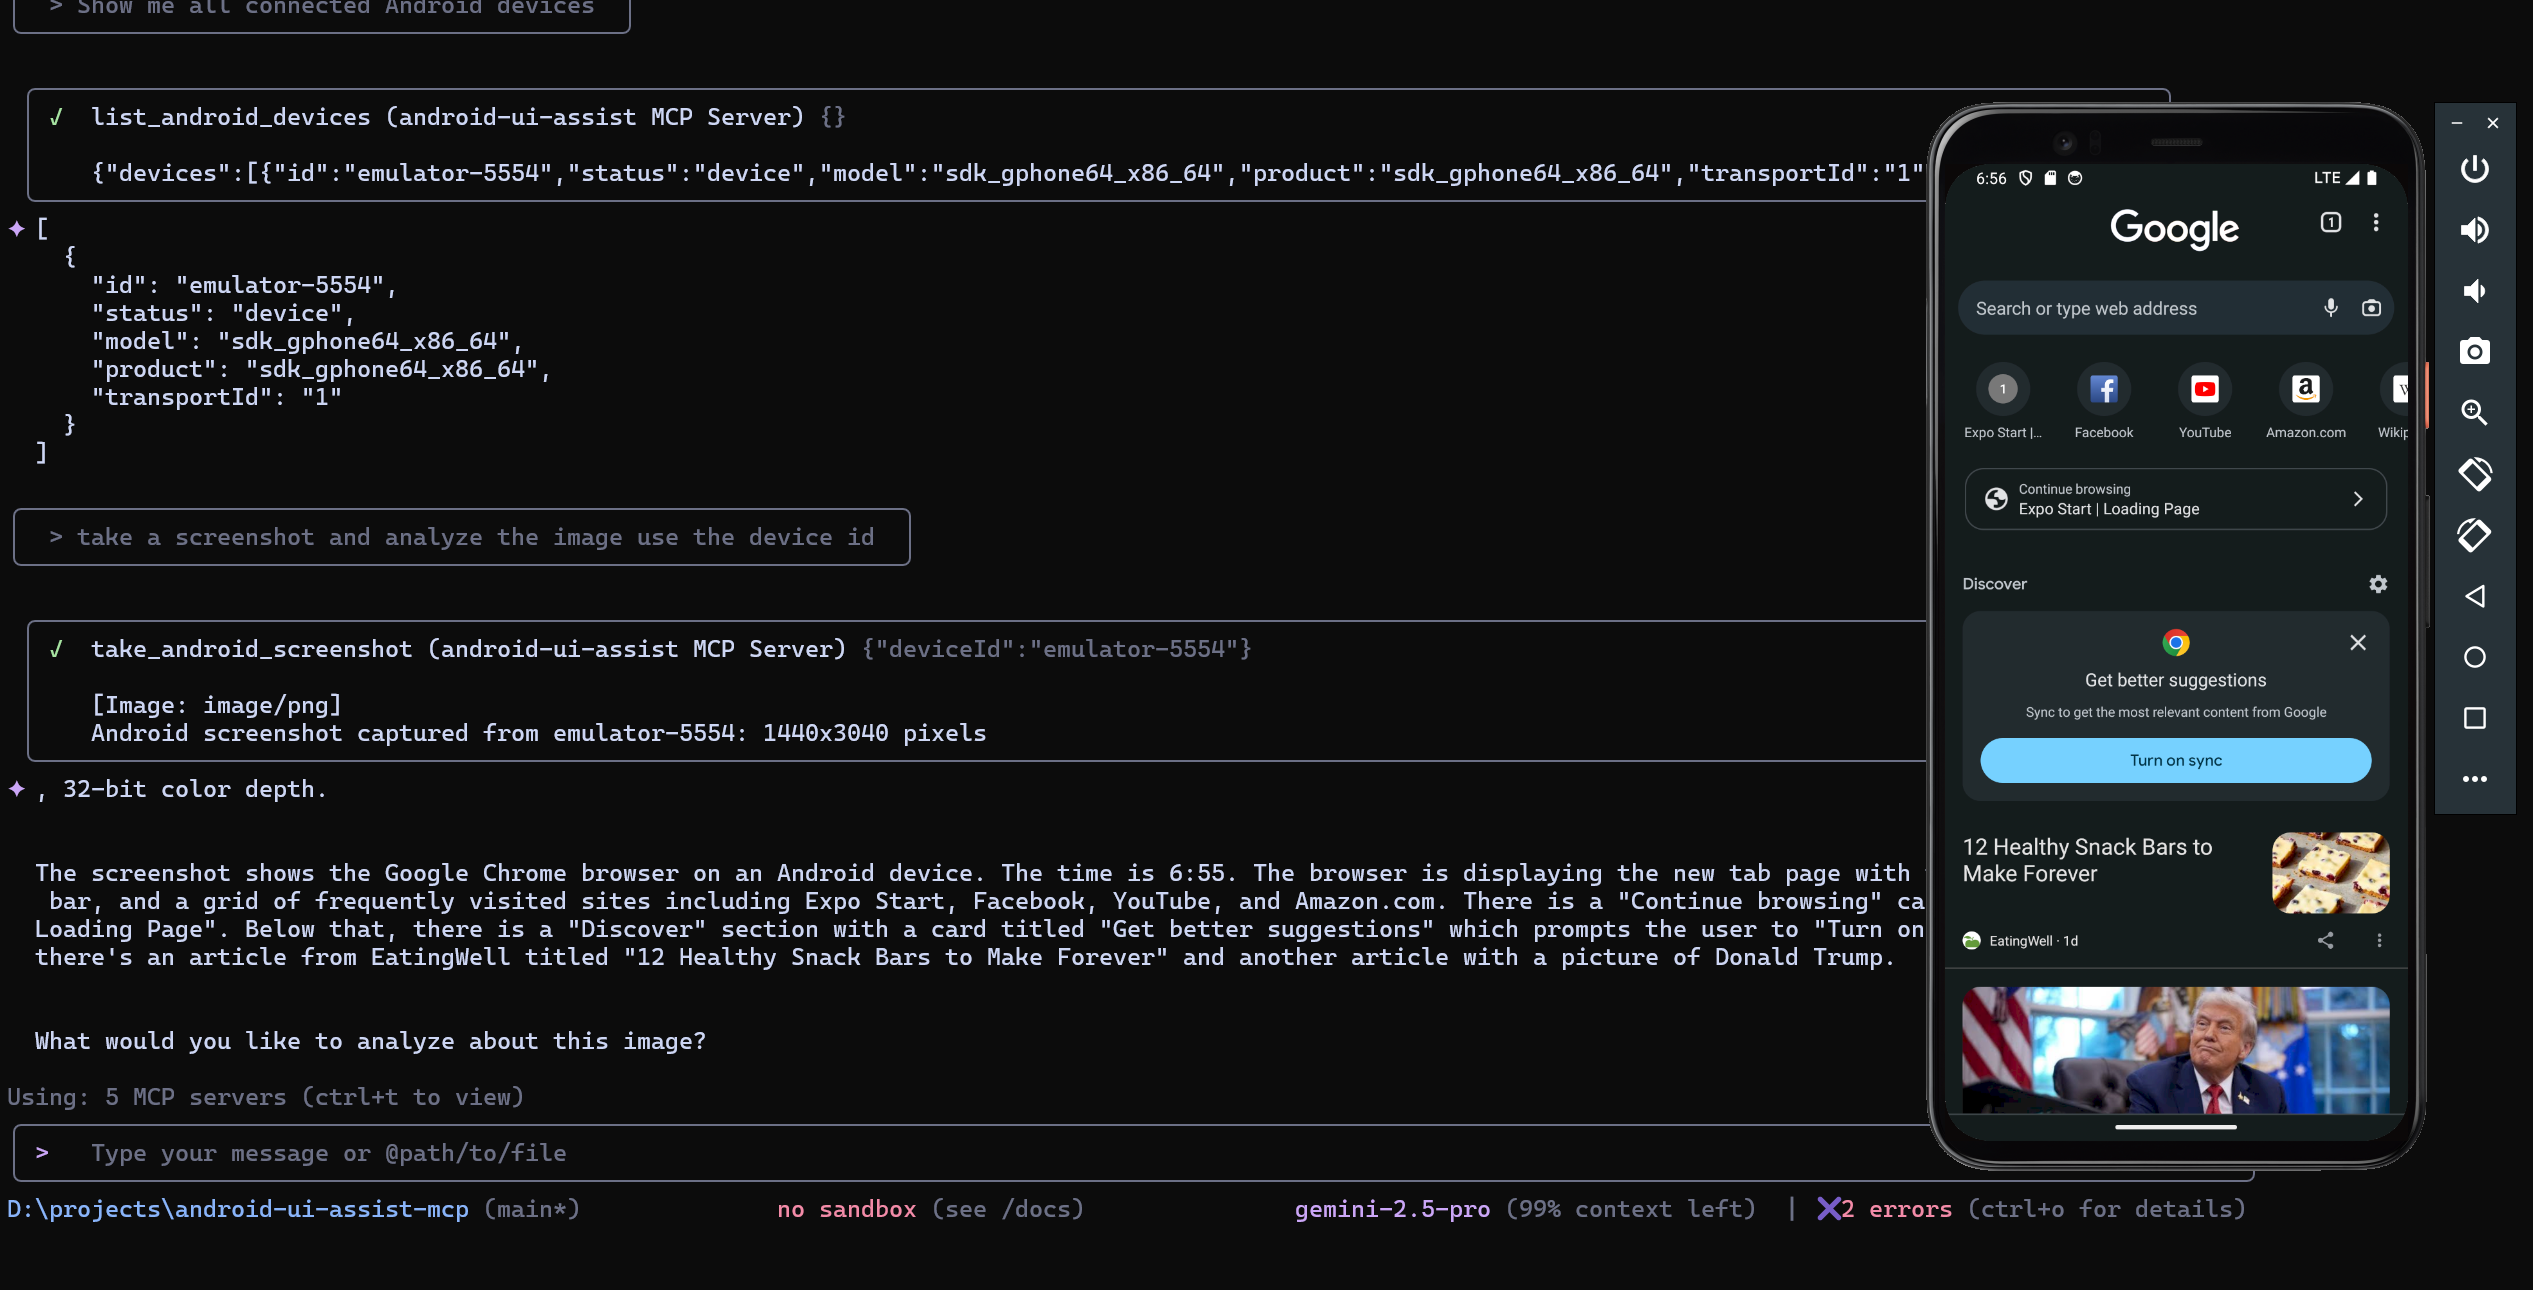 > Show me all connected Android devices
✓ list_android_devices (android-ui-assist MCP Server) {}
{"devices":[{"id":"emulator-5554","status":"device","model":"sdk_gphone64_x86_64","product":"sdk_gphone64_x86_64","transportId":"1"
✦ [
{
"id": "emulator-5554",
"status": "device",
"model": "sdk_gphone64_x86_64",
"product": "sdk_gphone64_x86_64",
"transportId": "1"
}
]
> take a screenshot and analyze the image use the device id
✓ take_android_screenshot (android-ui-assist MCP Server) {"deviceId":"emulator-5554"}
[Image: image/png]
Android screenshot captured from emulator-5554: 1440x3040 pixels
✦ , 32-bit color depth.
The screenshot shows the Google Chrome browser on an Android device. The time is 6:55. The browser is displaying the new tab page with
bar, and a grid of frequently visited sites including Expo Start, Facebook, YouTube, and Amazon.com. There is a "Continue browsing" ca
Loading Page". Below that, there is a "Discover" section with a card titled "Get better suggestions" which prompts the user to "Turn on
there's an article from EatingWell titled "12 Healthy Snack Bars to Make Forever" and another article with a picture of Donald Trump.
What would you like to analyze about this image?
Using: 5 MCP servers (ctrl+t to view)
> Type your message or @path/to/file
D:\projects\android-ui-assist-mcp (main*) no sandbox (see /docs) gemini-2.5-pro (99% context left) | ❌2 errors (ctrl+o for details)
6:56 LTE
Google 1
Search or type web address
1 a W
Expo Start |... Facebook YouTube Amazon.com Wikip
Continue browsing
Expo Start | Loading Page
Discover
Get better suggestions
Sync to get the most relevant content from Google
Turn on sync
12 Healthy Snack Bars to
Make Forever
EatingWell · 1d